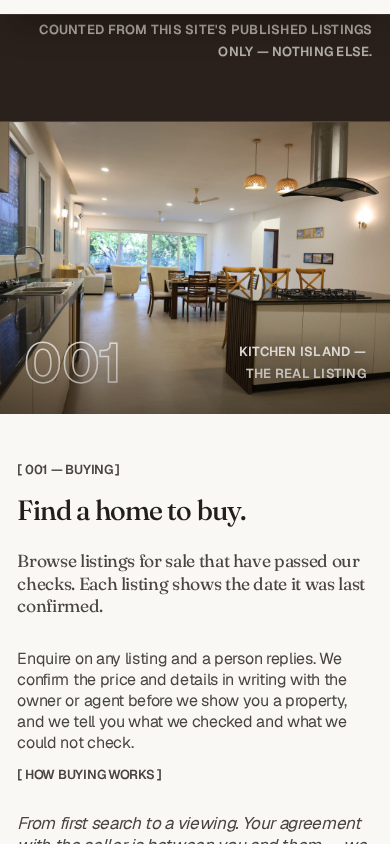 COUNTED FROM THIS SITE'S PUBLISHED LISTINGS
ONLY — NOTHING ELSE.
001
KITCHEN ISLAND —
THE REAL LISTING
[ 001 — BUYING ]
Find a home to buy.
Browse listings for sale that have passed our
checks. Each listing shows the date it was last
confirmed.
Enquire on any listing and a person replies. We
confirm the price and details in writing with the
owner or agent before we show you a property,
and we tell you what we checked and what we
could not check.
[ HOW BUYING WORKS ]
From first search to a viewing. Your agreement
with the seller is between you and them — we